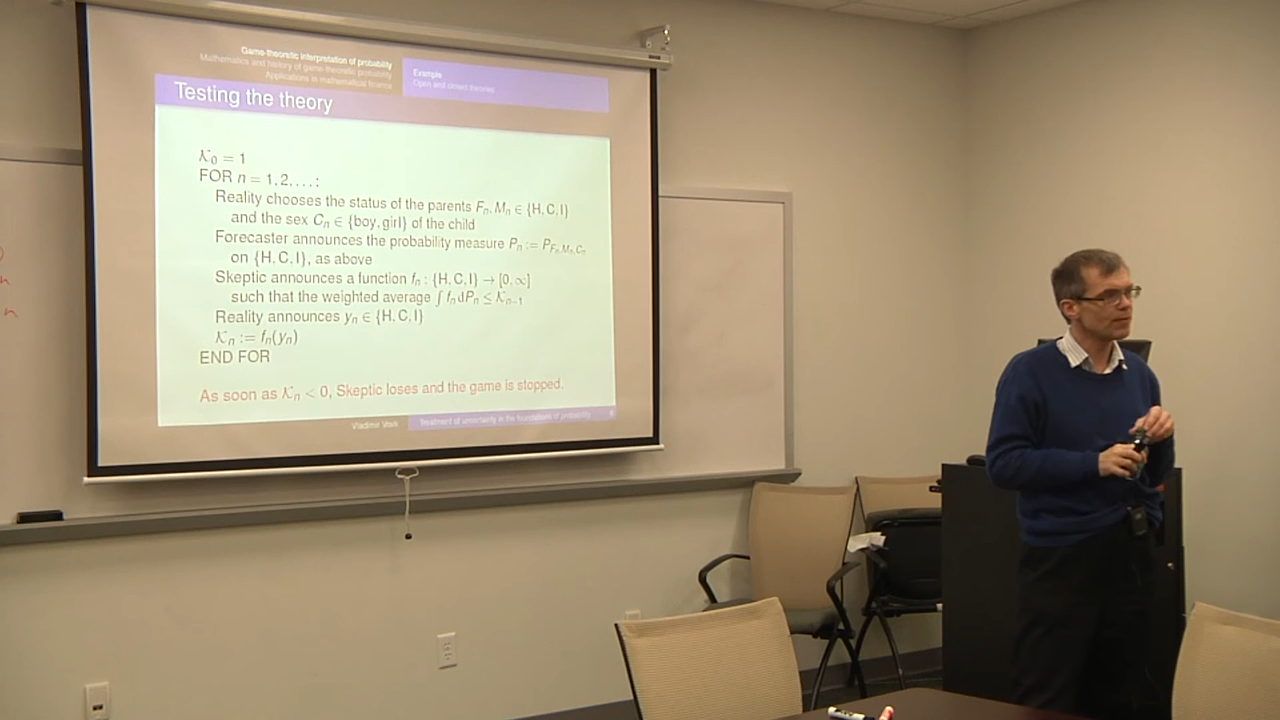 Game-theoretic interpretation of probability
Mathematics and history of game-theoretic probability
Applications in mathematical finance
Example
Open and closed theories
Testing the theory
𝒦₀ = 1
FOR n = 1, 2, . . . :
Reality chooses the status of the parents Fₙ, Mₙ ∈ {H, C, I}
and the sex Cₙ ∈ {boy, girl} of the child
Forecaster announces the probability measure Pₙ := P_{Fₙ,Mₙ,Cₙ}
on {H, C, I}, as above
Skeptic announces a function fₙ : {H, C, I} → [0, ∞]
such that the weighted average ∫ fₙdPₙ ≤ 𝒦ₙ₋₁
Reality announces yₙ ∈ {H, C, I}
𝒦ₙ := fₙ(yₙ)
END FOR
As soon as 𝒦ₙ < 0, Skeptic loses and the game is stopped.
Vladimir Vovk
Treatment of uncertainty in the foundations of probability
n
n